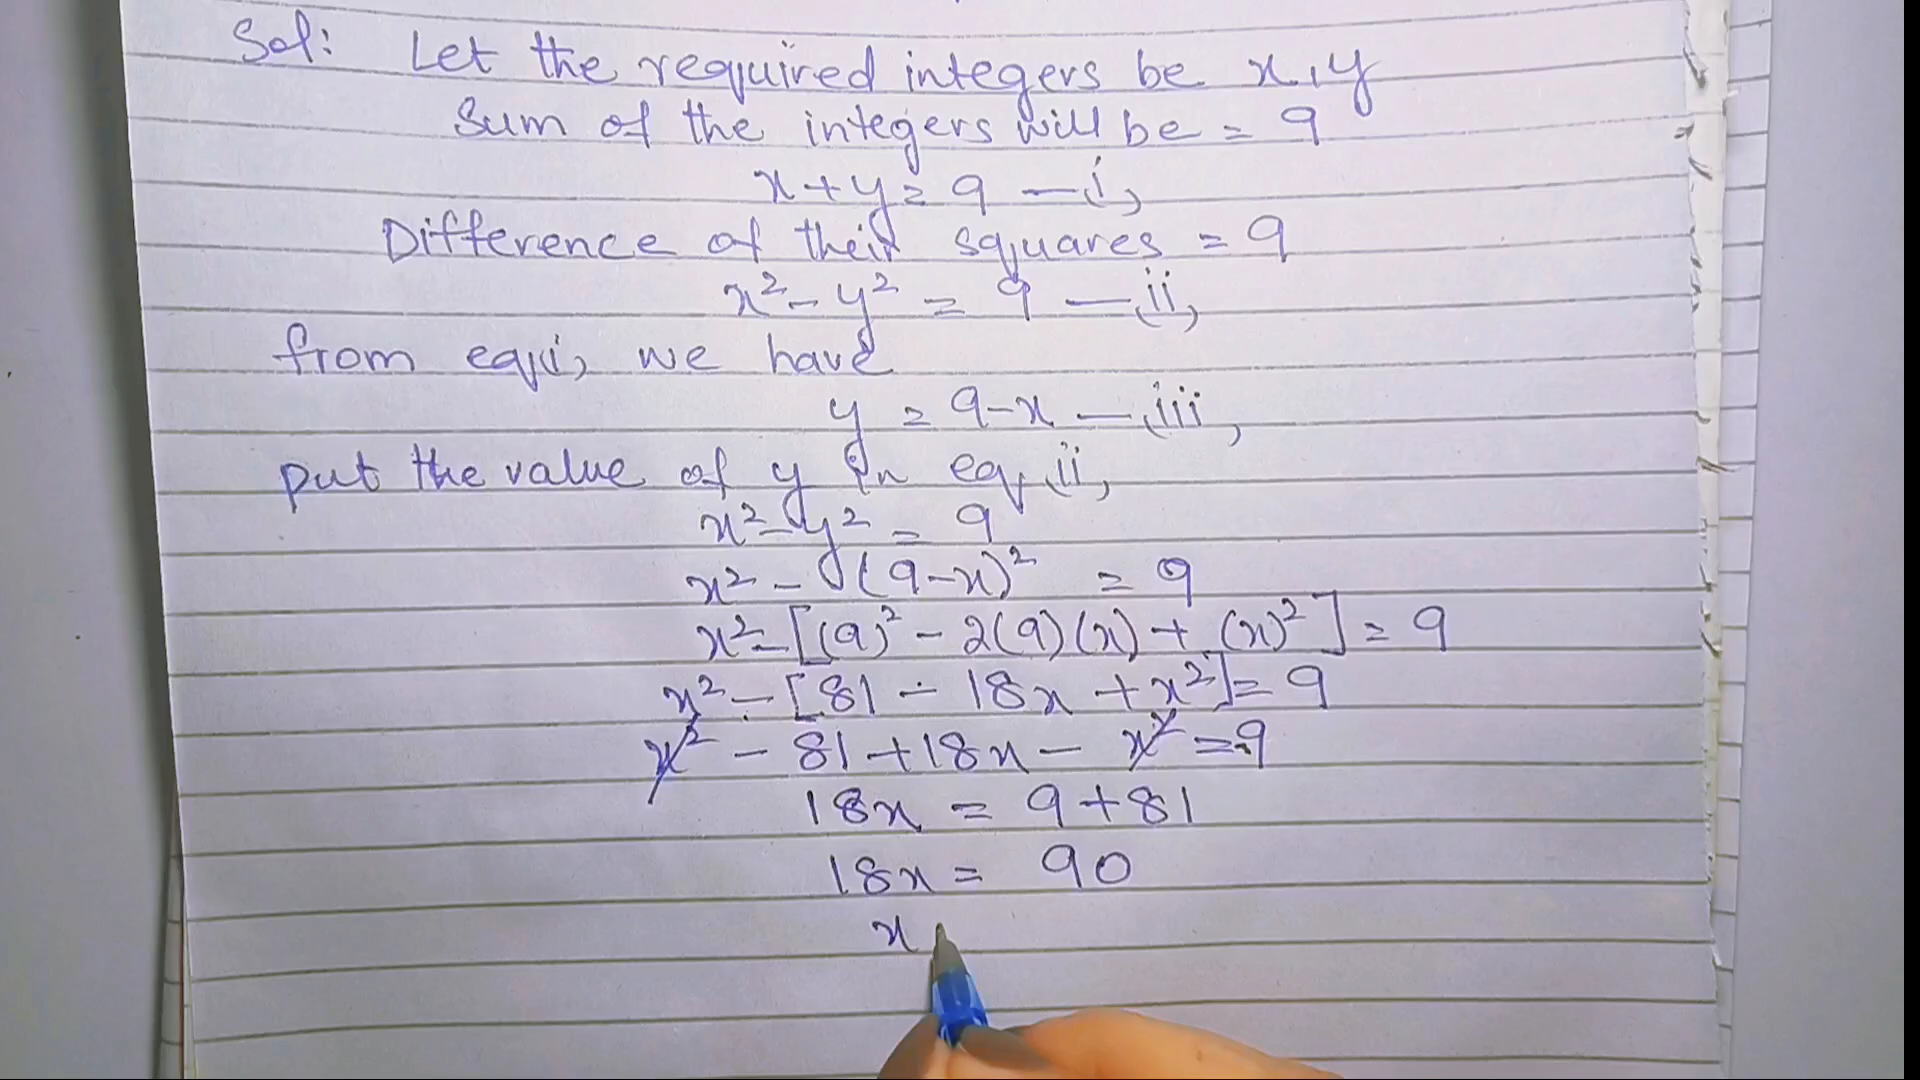 Sol: Let the required integers be x, y
Sum of the integers will be = 9
x + y = 9 — i,
Difference of their squares = 9
x² - y² = 9 — ii,
from eq i, we have
y = 9 - x — iii,
put the value of y in eq ii,
x² - y² = 9
x² - (9 - x)² = 9
x² - [(9)² - 2(9)(x) + (x)²] = 9
x² - [81 - 18x + x²] = 9
x² - 81 + 18x - x² = 9
18x = 9 + 81
18x = 90
x